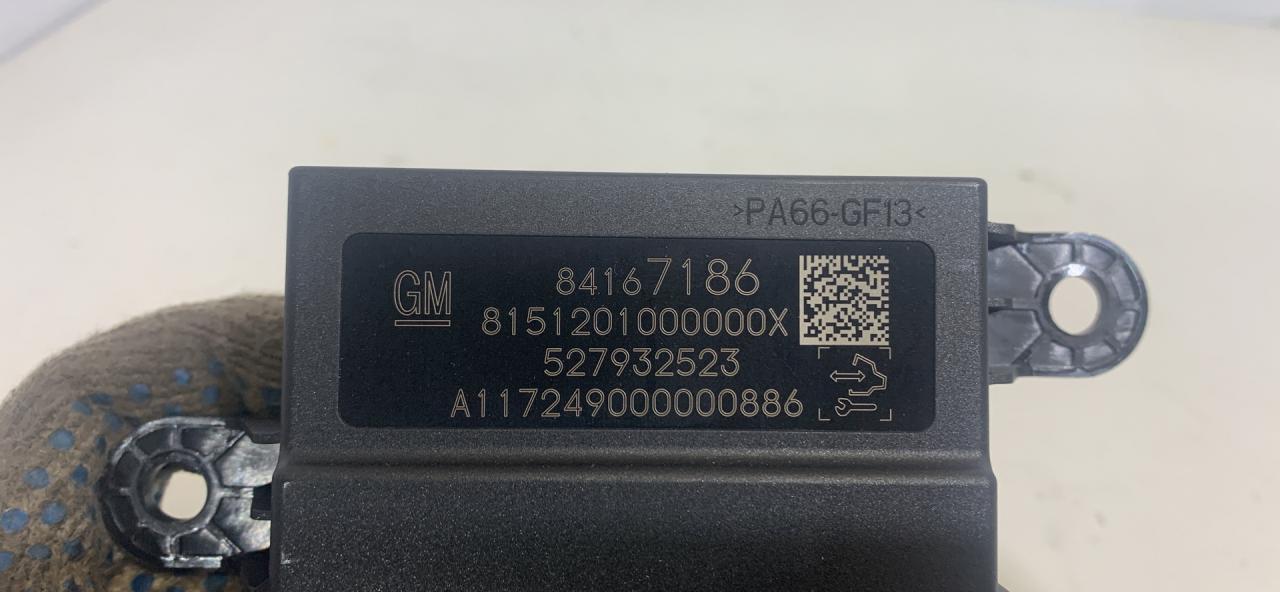 >PA66-GF13<
GM
84167186
8151201000000X
527932523
A117249000000886